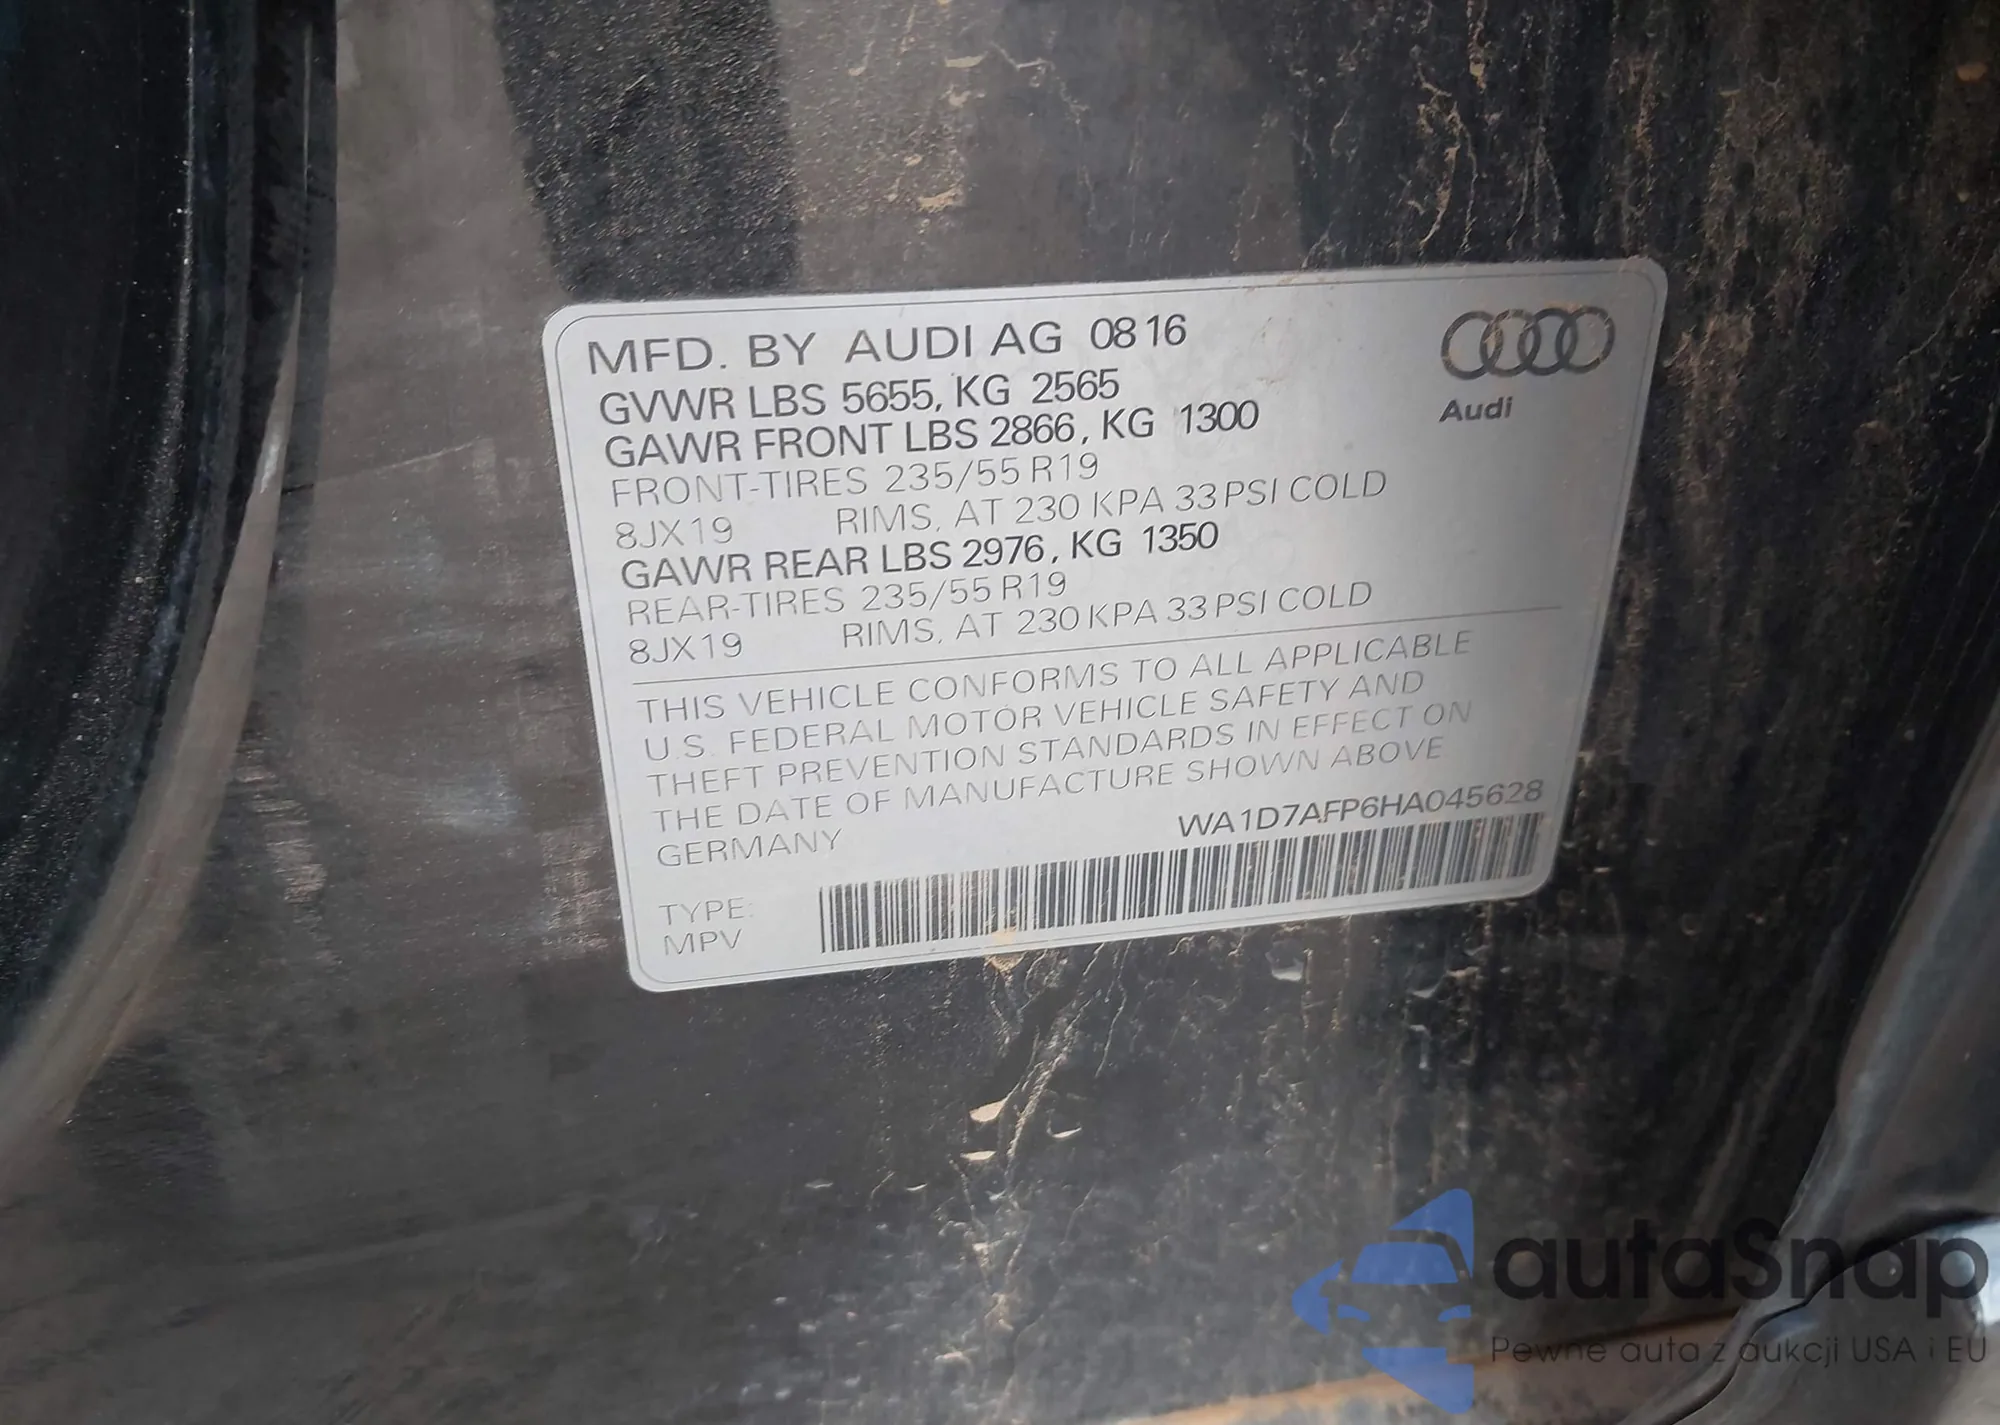 MFD. BY AUDI AG 08 16
GVWR LBS 5655, KG 2565
GAWR FRONT LBS 2866, KG 1300
FRONT-TIRES 235/55 R19
8JX19 RIMS, AT 230 KPA 33 PSI COLD
GAWR REAR LBS 2976, KG 1350
REAR-TIRES 235/55 R19
8JX19 RIMS, AT 230 KPA 33 PSI COLD
THIS VEHICLE CONFORMS TO ALL APPLICABLE
U.S. FEDERAL MOTOR VEHICLE SAFETY AND
THEFT PREVENTION STANDARDS IN EFFECT ON
THE DATE OF MANUFACTURE SHOWN ABOVE
GERMANY
WA1D7AFP6HA045628
TYPE:
MPV
Audi
autaSnap
Pewne auta z aukcji USA i EU